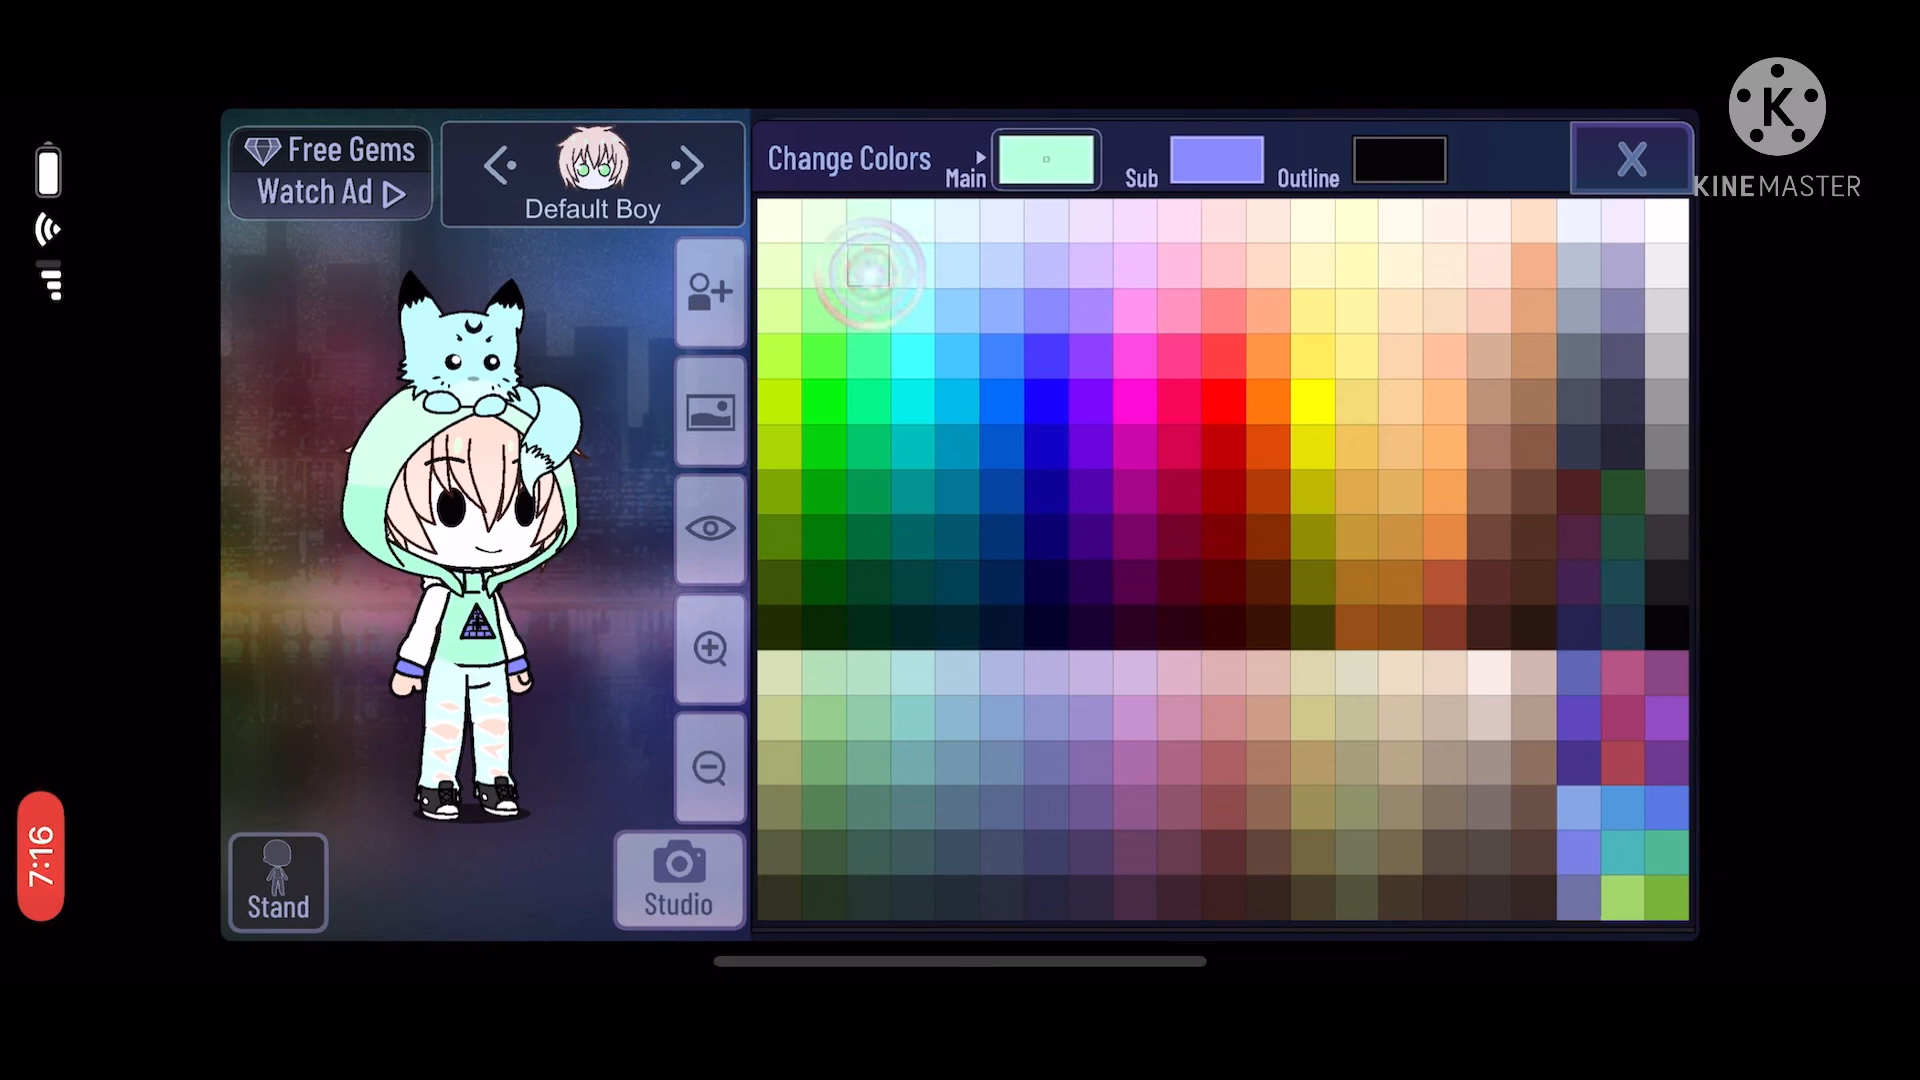 Free Gems
Watch Ad
Default Boy
Change Colors
Main
Sub
Outline
X
K
KINEMASTER
7:16
Stand
Studio